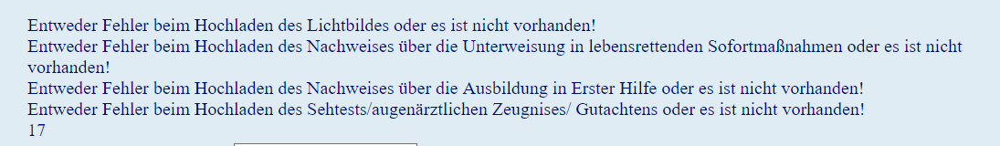 Entweder Fehler beim Hochladen des Lichtbildes oder es ist nicht vorhanden!
Entweder Fehler beim Hochladen des Nachweises über die Unterweisung in lebensrettenden Sofortmaßnahmen oder es ist nicht
vorhanden!
Entweder Fehler beim Hochladen des Nachweises über die Ausbildung in Erster Hilfe oder es ist nicht vorhanden!
Entweder Fehler beim Hochladen des Sehtests/augenärztlichen Zeugnises/ Gutachtens oder es ist nicht vorhanden!
17